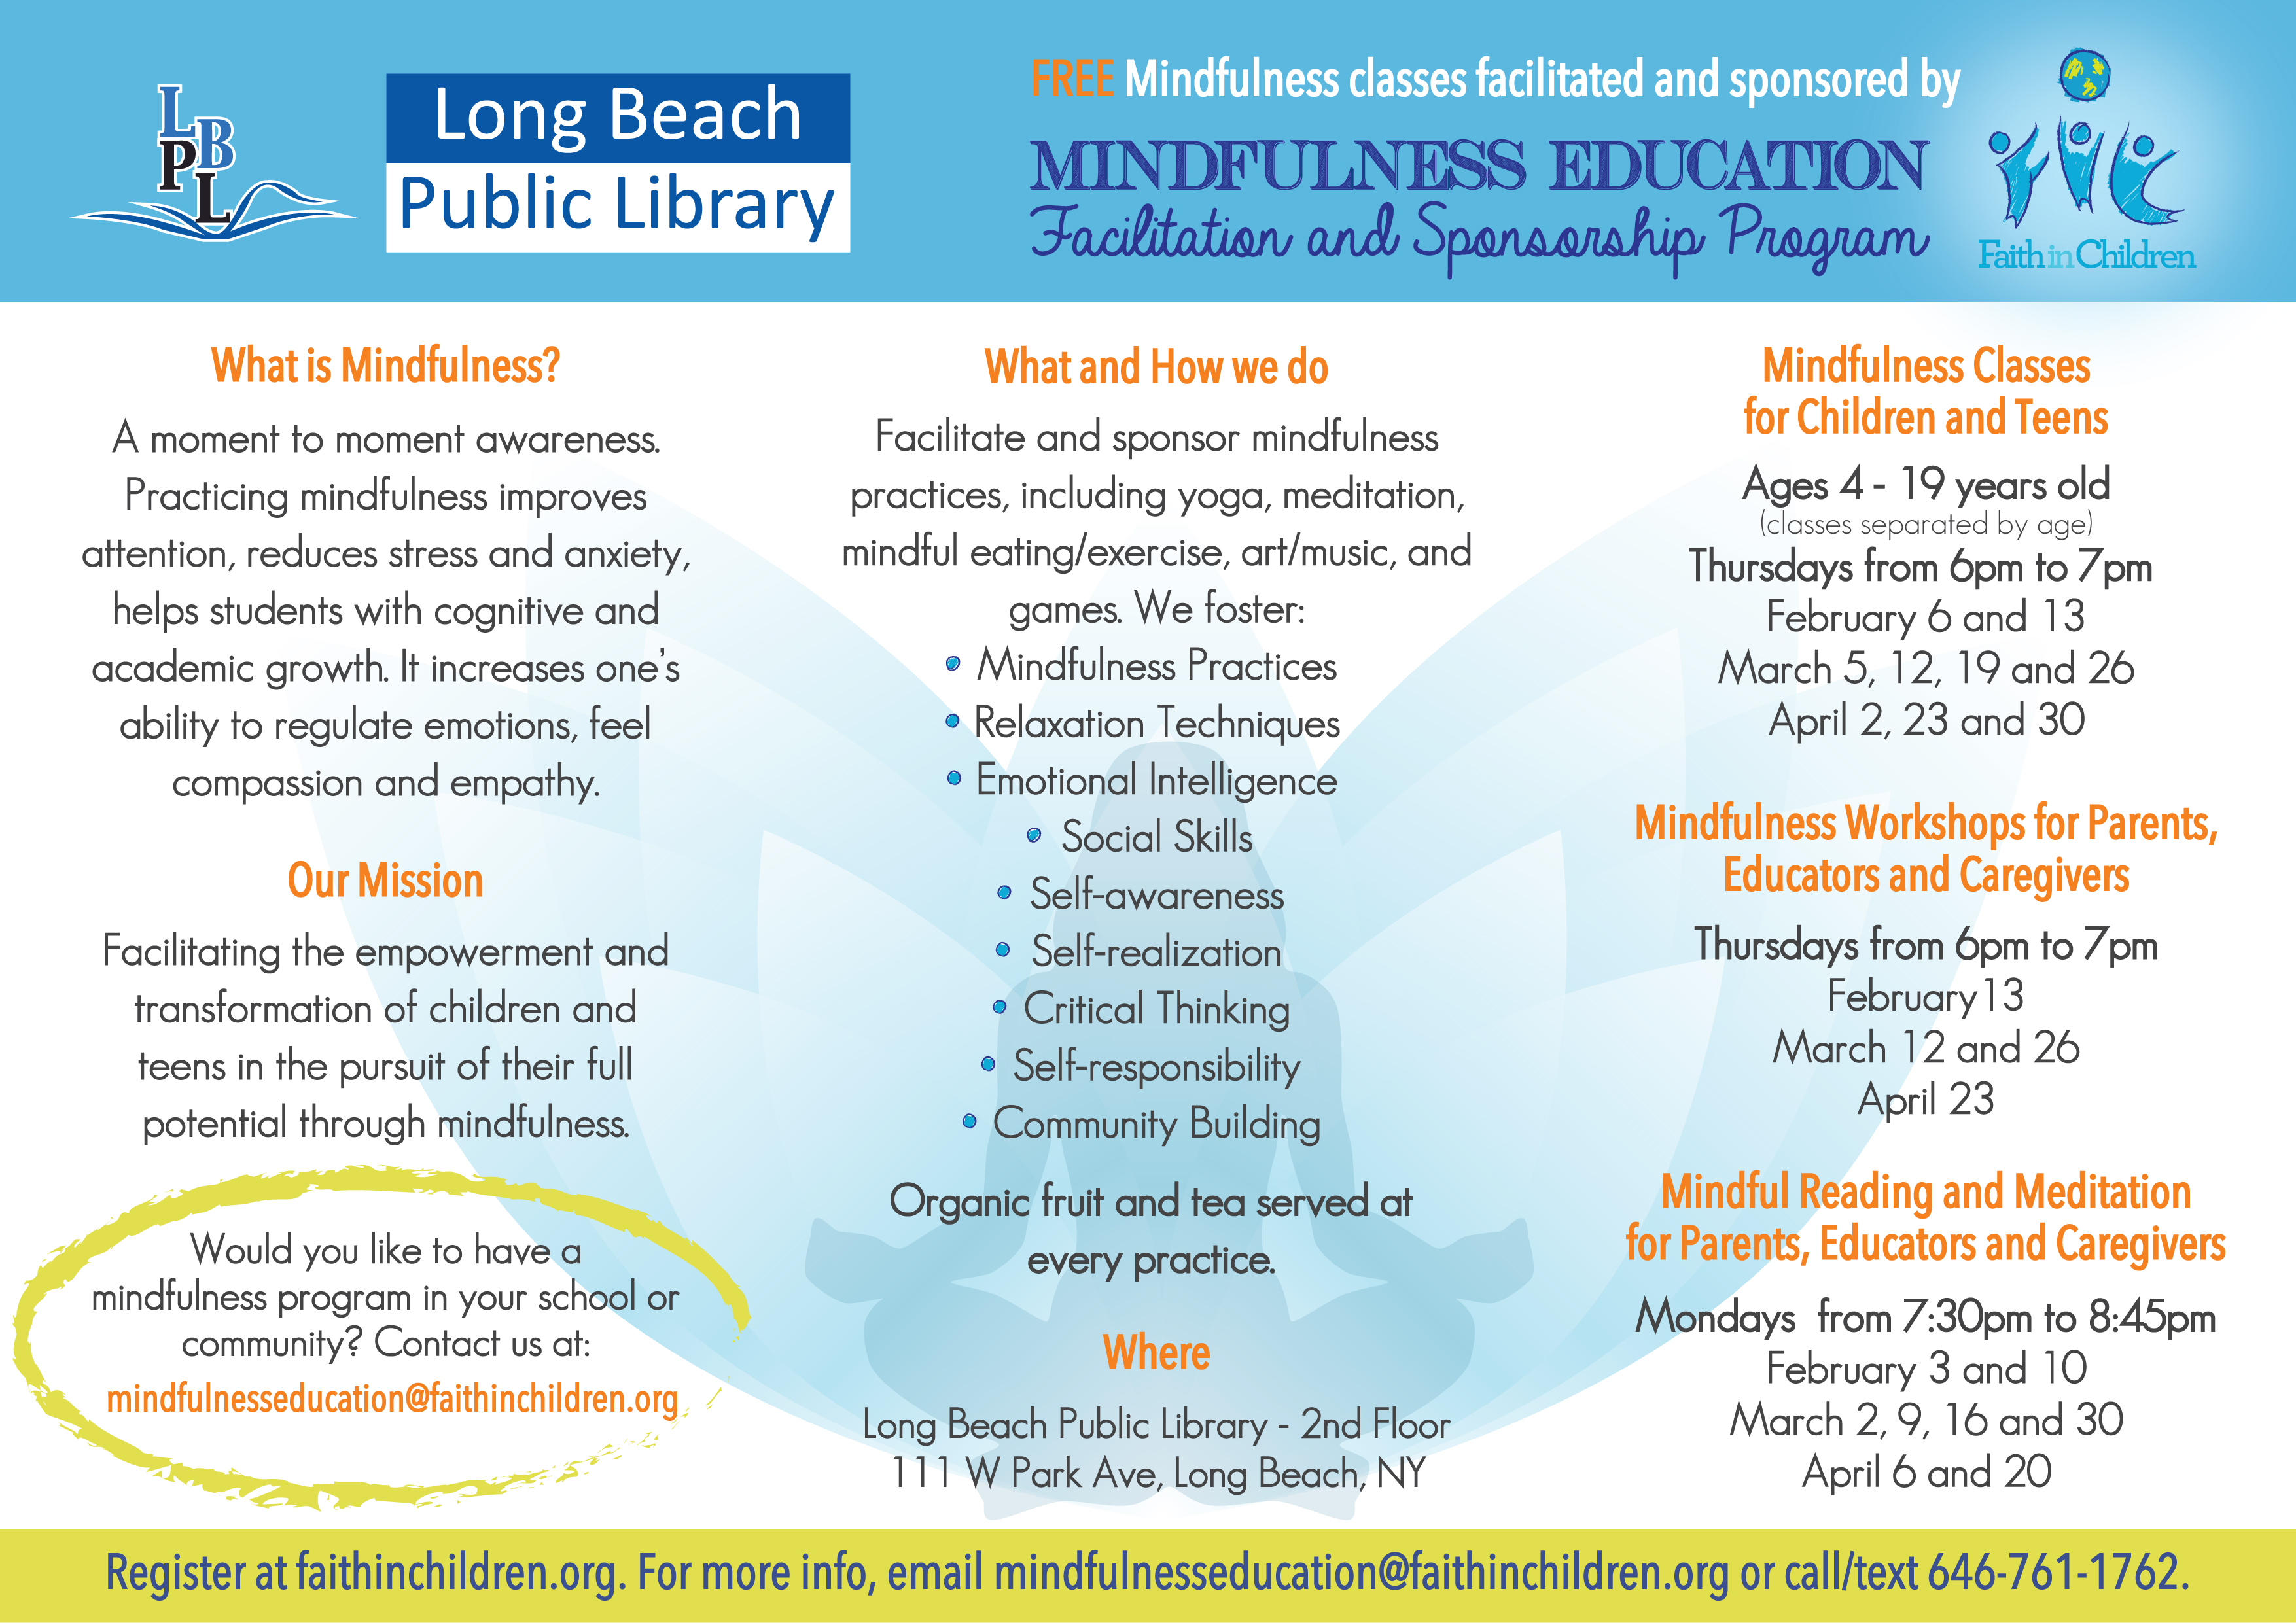 LBPL
Long Beach
Public Library
FREE Mindfulness classes facilitated and sponsored by
MINDFULNESS EDUCATION
Facilitation and Sponsorship Program
FIC
Faith in Children
What is Mindfulness?
A moment to moment awareness.
Practicing mindfulness improves
attention, reduces stress and anxiety,
helps students with cognitive and
academic growth. It increases one's
ability to regulate emotions, feel
compassion and empathy.
Our Mission
Facilitating the empowerment and
transformation of children and
teens in the pursuit of their full
potential through mindfulness.
Would you like to have a
mindfulness program in your school or
community? Contact us at:
mindfulnesseducation@faithinchildren.org
What and How we do
Facilitate and sponsor mindfulness
practices, including yoga, meditation,
mindful eating/exercise, art/music, and
games. We foster:
• Mindfulness Practices
• Relaxation Techniques
• Emotional Intelligence
• Social Skills
• Self-awareness
• Self-realization
• Critical Thinking
• Self-responsibility
• Community Building
Organic fruit and tea served at
every practice.
Where
Long Beach Public Library - 2nd Floor
111 W Park Ave, Long Beach, NY
Mindfulness Classes
for Children and Teens
Ages 4 - 19 years old
(classes separated by age)
Thursdays from 6pm to 7pm
February 6 and 13
March 5, 12, 19 and 26
April 2, 23 and 30
Mindfulness Workshops for Parents,
Educators and Caregivers
Thursdays from 6pm to 7pm
February13
March 12 and 26
April 23
Mindful Reading and Meditation
for Parents, Educators and Caregivers
Mondays from 7:30pm to 8:45pm
February 3 and 10
March 2, 9, 16 and 30
April 6 and 20
Register at faithinchildren.org. For more info, email mindfulnesseducation@faithinchildren.org or call/text 646-761-1762.